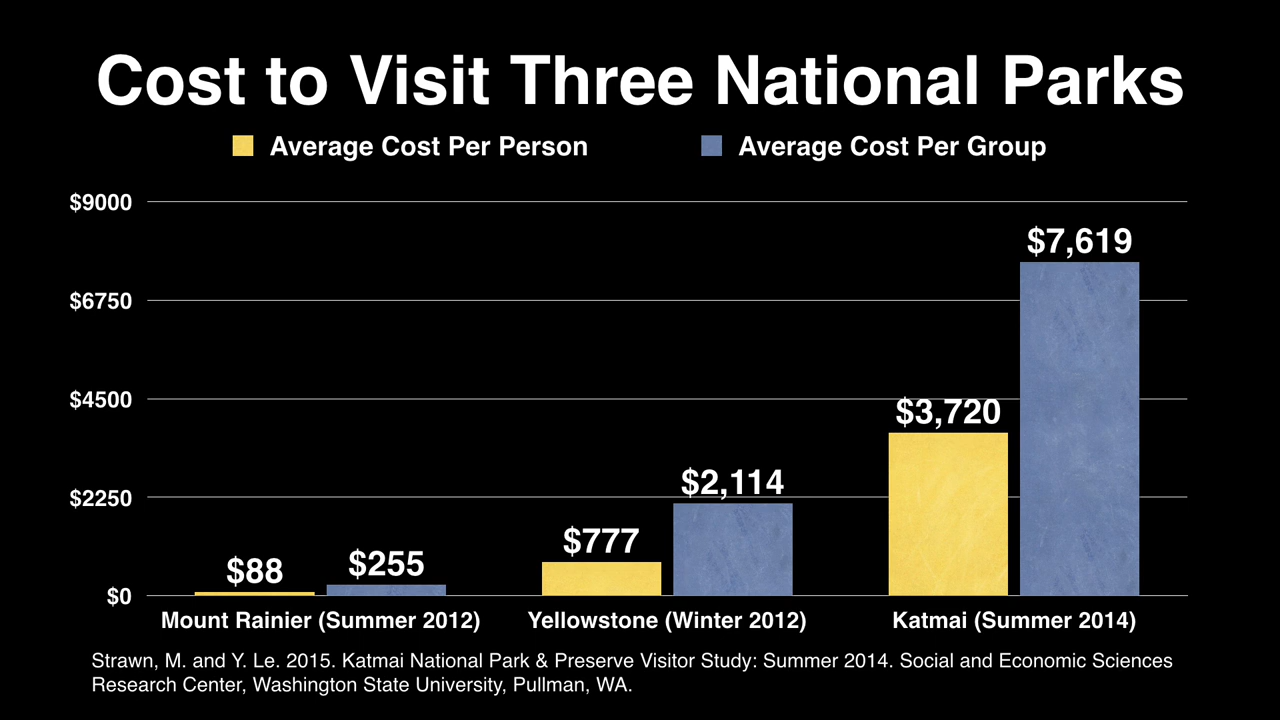 Cost to Visit Three National Parks
Average Cost Per Person
Average Cost Per Group
$9000
$6750
$4500
$2250
$0
$88
$255
$777
$2,114
$3,720
$7,619
Mount Rainier (Summer 2012)
Yellowstone (Winter 2012)
Katmai (Summer 2014)
Strawn, M. and Y. Le. 2015. Katmai National Park & Preserve Visitor Study: Summer 2014. Social and Economic Sciences
Research Center, Washington State University, Pullman, WA.